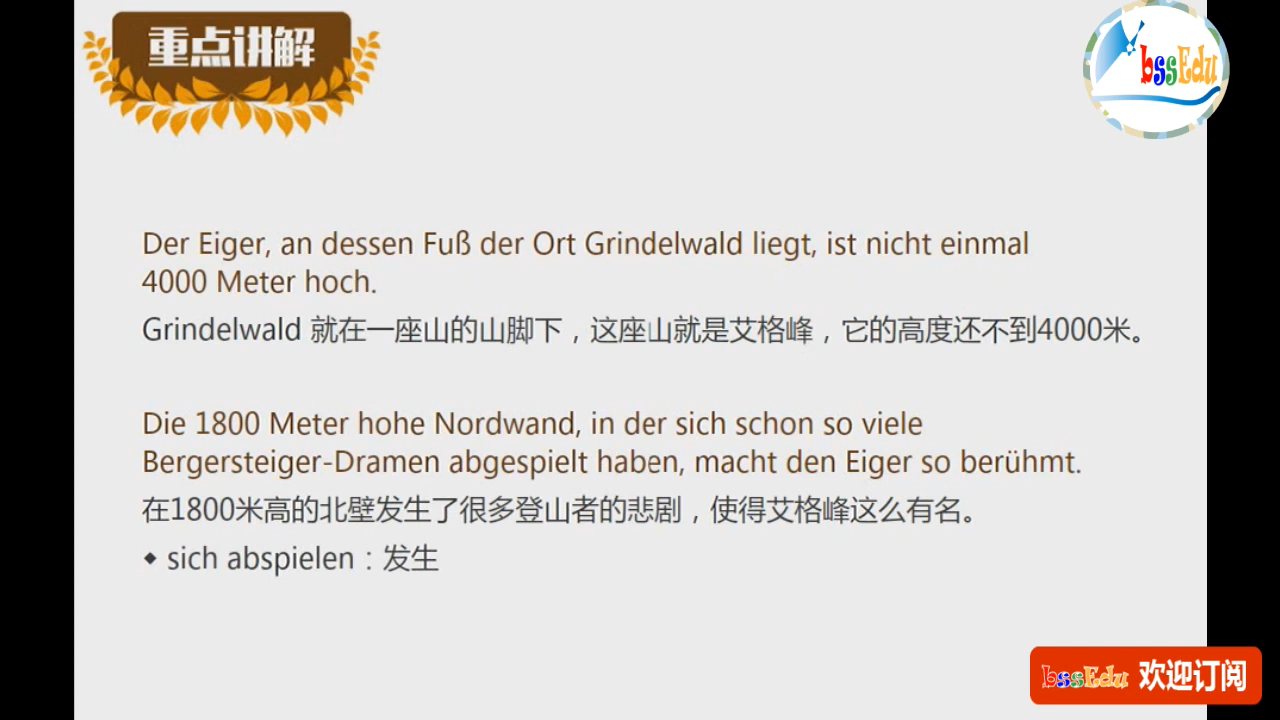 重点讲解
bssEdu
Der Eiger, an dessen Fuß der Ort Grindelwald liegt, ist nicht einmal
4000 Meter hoch.
Grindelwald 就在一座山的山脚下，这座山就是艾格峰，它的高度还不到4000米。
Die 1800 Meter hohe Nordwand, in der sich schon so viele
Bergersteiger-Dramen abgespielt haben, macht den Eiger so berühmt.
在1800米高的北壁发生了很多登山者的悲剧，使得艾格峰这么有名。
◆ sich abspielen：发生
bssEdu 欢迎订阅